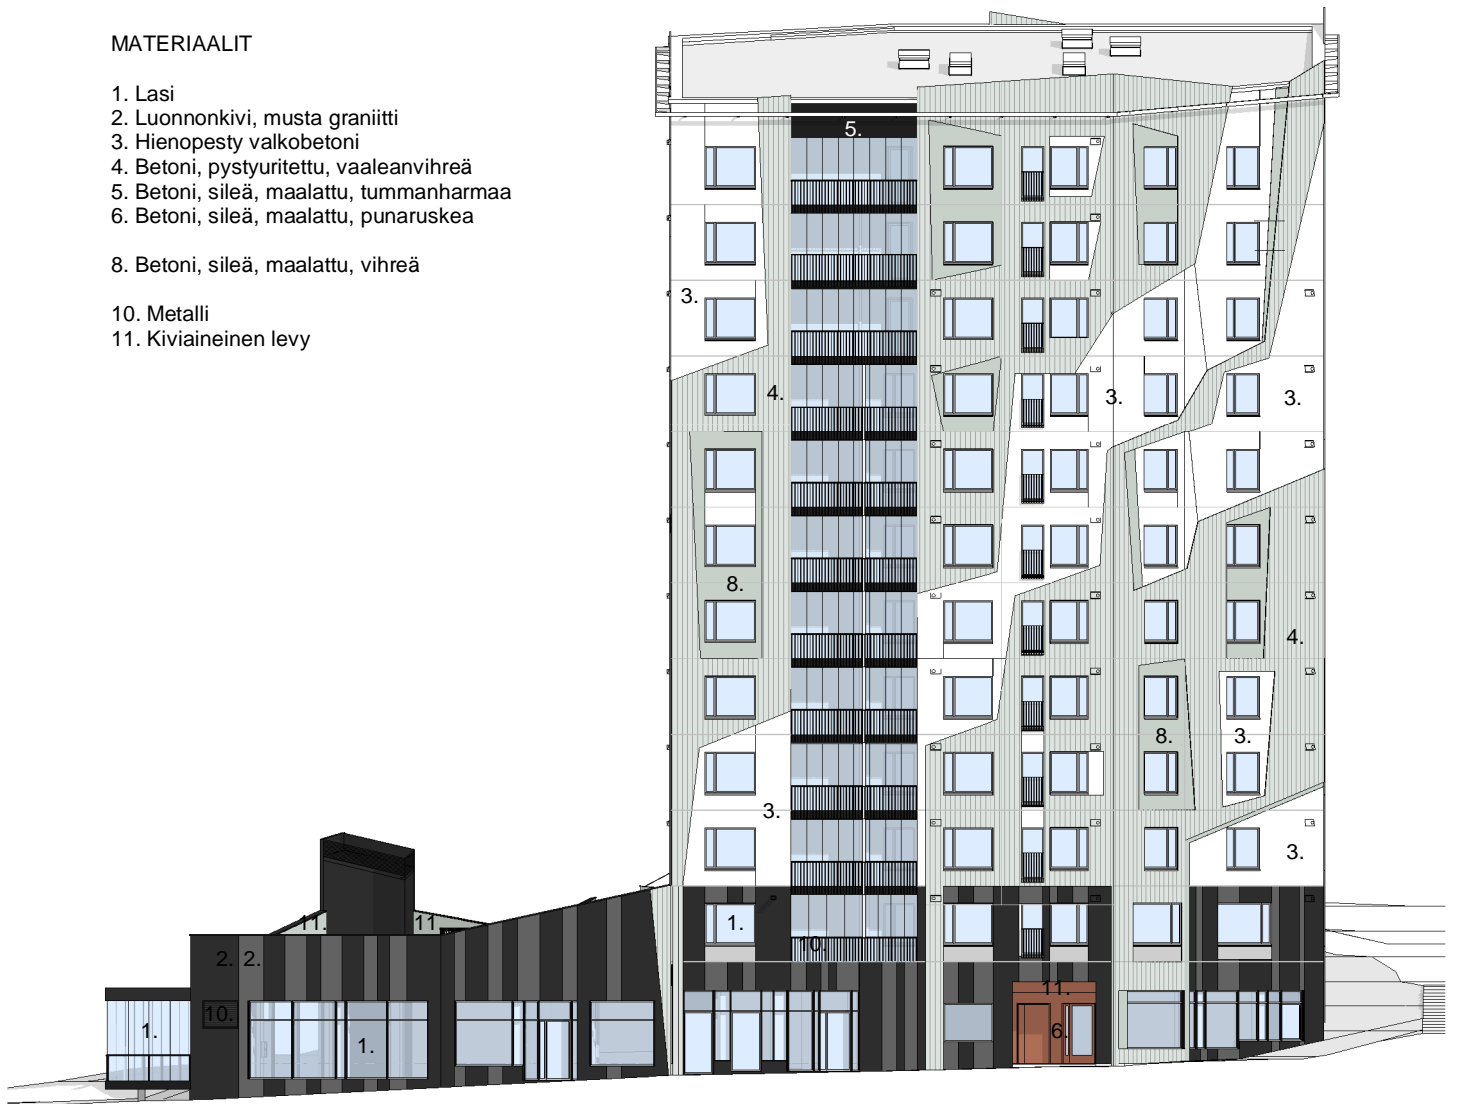 MATERIAALIT
1. Lasi
2. Luonnonkivi, musta graniitti
3. Hienopesty valkobetoni
4. Betoni, pystyuritettu, vaaleanvihreä
5. Betoni, sileä, maalattu, tummanharmaa
6. Betoni, sileä, maalattu, punaruskea
8. Betoni, sileä, maalattu, vihreä
10. Metalli
11. Kiviaineinen levy
5.
3.
4.
3.
3.
8.
4.
8.
3.
3.
3.
11.
11.
1.
10.
2.
2.
11.
10.
1.
1.
6.